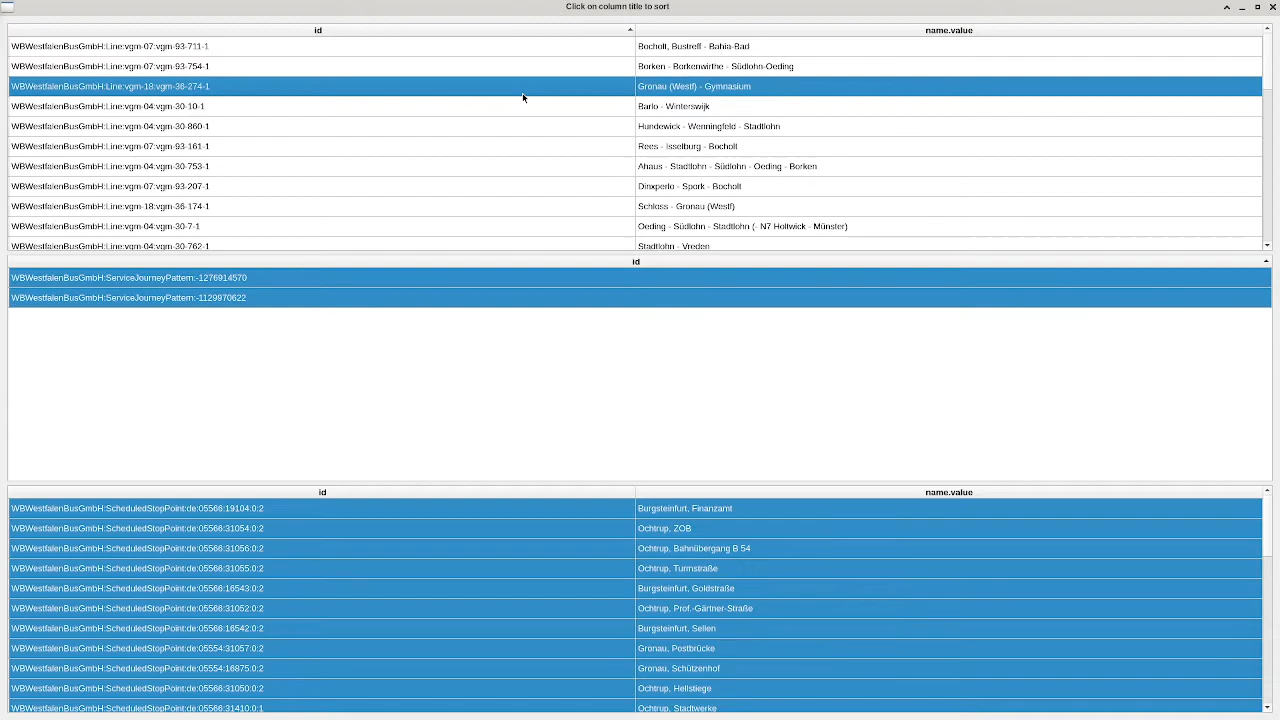 Click on column title to sort
id name.value
WBWestfalenBusGmbH:Line:vgm-07:vgm-93-711-1 Bocholt, Bustreff - Bahia-Bad
WBWestfalenBusGmbH:Line:vgm-07:vgm-93-754-1 Borken - Borkenwirthe - Südlohn-Oeding
WBWestfalenBusGmbH:Line:vgm-18:vgm-36-274-1 Gronau (Westf) - Gymnasium
WBWestfalenBusGmbH:Line:vgm-04:vgm-30-10-1 Barlo - Winterswijk
WBWestfalenBusGmbH:Line:vgm-04:vgm-30-860-1 Hundewick - Wenningfeld - Stadtlohn
WBWestfalenBusGmbH:Line:vgm-07:vgm-93-161-1 Rees - Isselburg - Bocholt
WBWestfalenBusGmbH:Line:vgm-04:vgm-30-753-1 Ahaus - Stadtlohn - Südlohn - Oeding - Borken
WBWestfalenBusGmbH:Line:vgm-07:vgm-93-207-1 Dinxperlo - Spork - Bocholt
WBWestfalenBusGmbH:Line:vgm-18:vgm-36-174-1 Schloss - Gronau (Westf)
WBWestfalenBusGmbH:Line:vgm-04:vgm-30-7-1 Oeding - Südlohn - Stadtlohn (- N7 Holtwick - Münster)
WBWestfalenBusGmbH:Line:vgm-04:vgm-30-762-1 Stadtlohn - Vreden
id
WBWestfalenBusGmbH:ServiceJourneyPattern:-1276914570
WBWestfalenBusGmbH:ServiceJourneyPattern:-1129970622
id name.value
WBWestfalenBusGmbH:ScheduledStopPoint:de:05566:19104:0:2 Burgsteinfurt, Finanzamt
WBWestfalenBusGmbH:ScheduledStopPoint:de:05566:31054:0:2 Ochtrup, ZOB
WBWestfalenBusGmbH:ScheduledStopPoint:de:05566:31056:0:2 Ochtrup, Bahnübergang B 54
WBWestfalenBusGmbH:ScheduledStopPoint:de:05566:31055:0:2 Ochtrup, Turmstraße
WBWestfalenBusGmbH:ScheduledStopPoint:de:05566:16543:0:2 Burgsteinfurt, Goldstraße
WBWestfalenBusGmbH:ScheduledStopPoint:de:05566:31052:0:2 Ochtrup, Prof.-Gärtner-Straße
WBWestfalenBusGmbH:ScheduledStopPoint:de:05566:16542:0:2 Burgsteinfurt, Sellen
WBWestfalenBusGmbH:ScheduledStopPoint:de:05554:31057:0:2 Gronau, Postbrücke
WBWestfalenBusGmbH:ScheduledStopPoint:de:05554:16875:0:2 Gronau, Schützenhof
WBWestfalenBusGmbH:ScheduledStopPoint:de:05566:31050:0:2 Ochtrup, Hellstiege
WBWestfalenBusGmbH:ScheduledStopPoint:de:05566:31410:0:1 Ochtrup, Stadtwerke